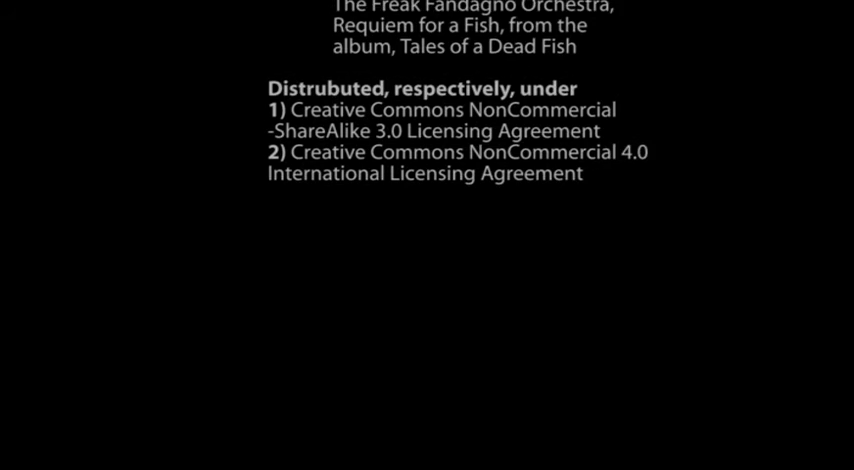 The Freak Fandagno Orchestra,
Requiem for a Fish, from the
album, Tales of a Dead Fish
Distrubuted, respectively, under
1) Creative Commons NonCommercial
-ShareAlike 3.0 Licensing Agreement
2) Creative Commons NonCommercial 4.0
International Licensing Agreement